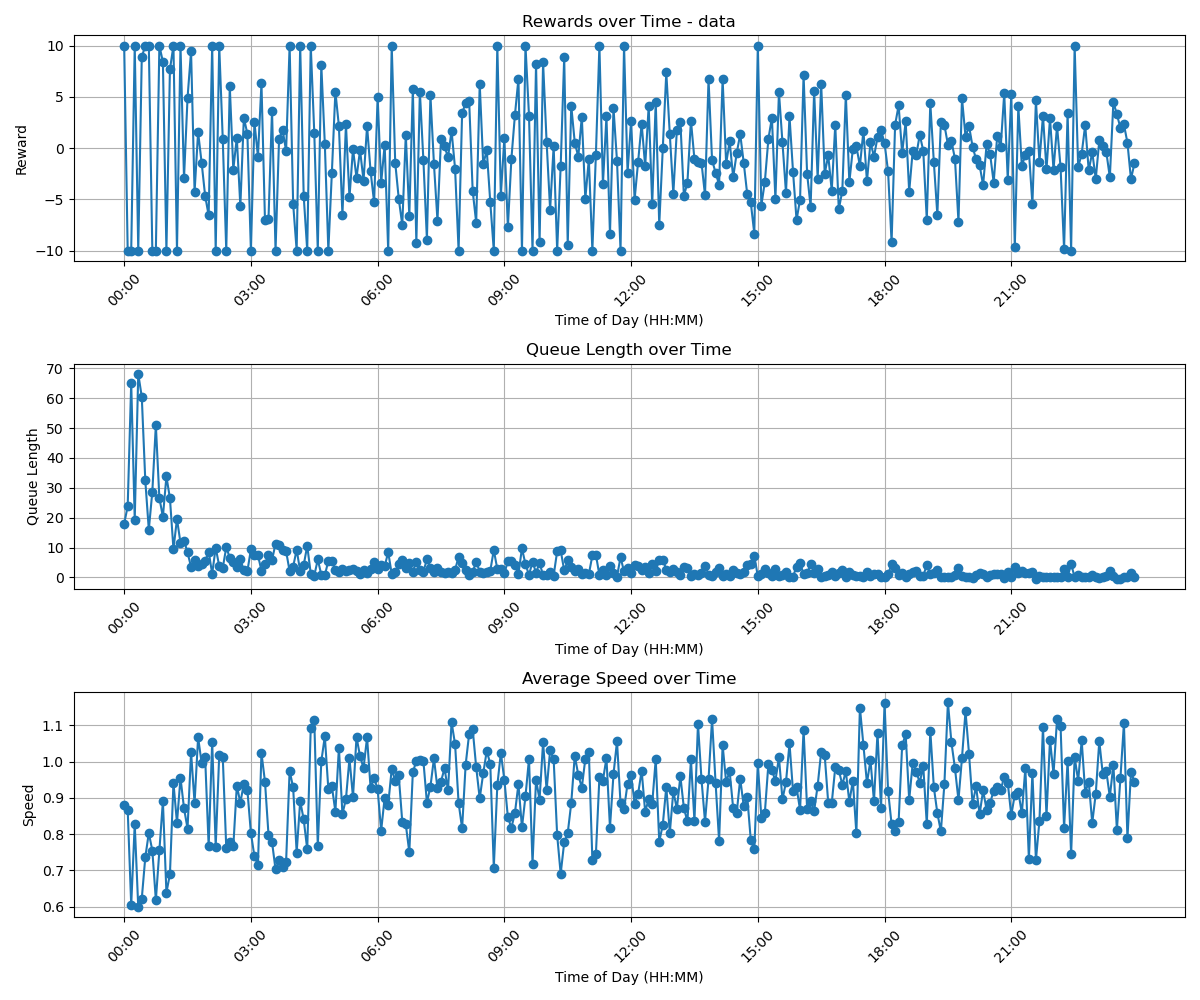 Rewards over Time - data
Reward
10
5
0
−5
−10
00:00 03:00 06:00 09:00 12:00 15:00 18:00 21:00
Time of Day (HH:MM)
Queue Length over Time
Queue Length
70
60
50
40
30
20
10
0
00:00 03:00 06:00 09:00 12:00 15:00 18:00 21:00
Time of Day (HH:MM)
Average Speed over Time
Speed
1.1
1.0
0.9
0.8
0.7
0.6
00:00 03:00 06:00 09:00 12:00 15:00 18:00 21:00
Time of Day (HH:MM)